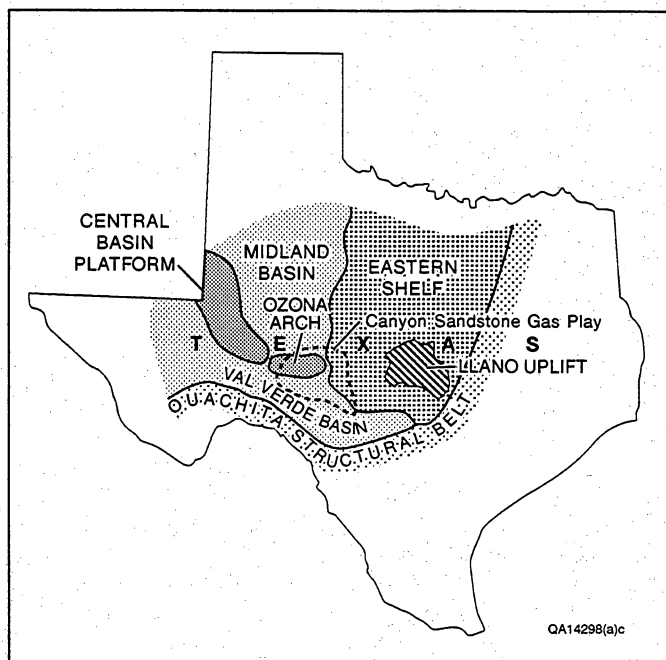 CENTRAL
BASIN
PLATFORM
MIDLAND
BASIN
EASTERN
SHELF
OZONA
ARCH
Canyon Sandstone Gas Play
T E X A S
LLANO UPLIFT
VAL VERDE BASIN
OUACHITA STRUCTURAL BELT
QA14298(a)c